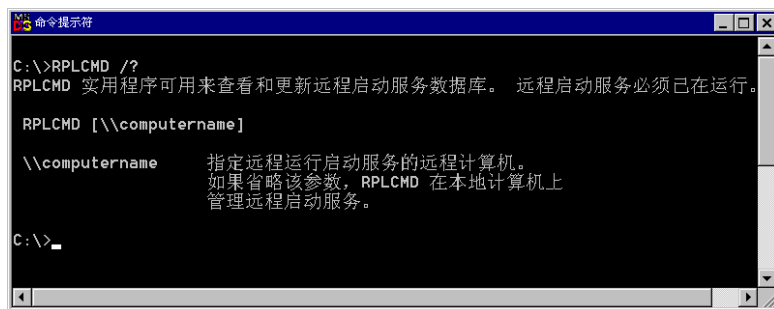 命令提示符
C:\>RPLCMD /?
RPLCMD 实用程序可用来查看和更新远程启动服务数据库。 远程启动服务必须已在运行。
RPLCMD [\\computername]
\\computername 指定远程运行启动服务的远程计算机。
如果省略该参数, RPLCMD 在本地计算机上
管理远程启动服务。
C:\>